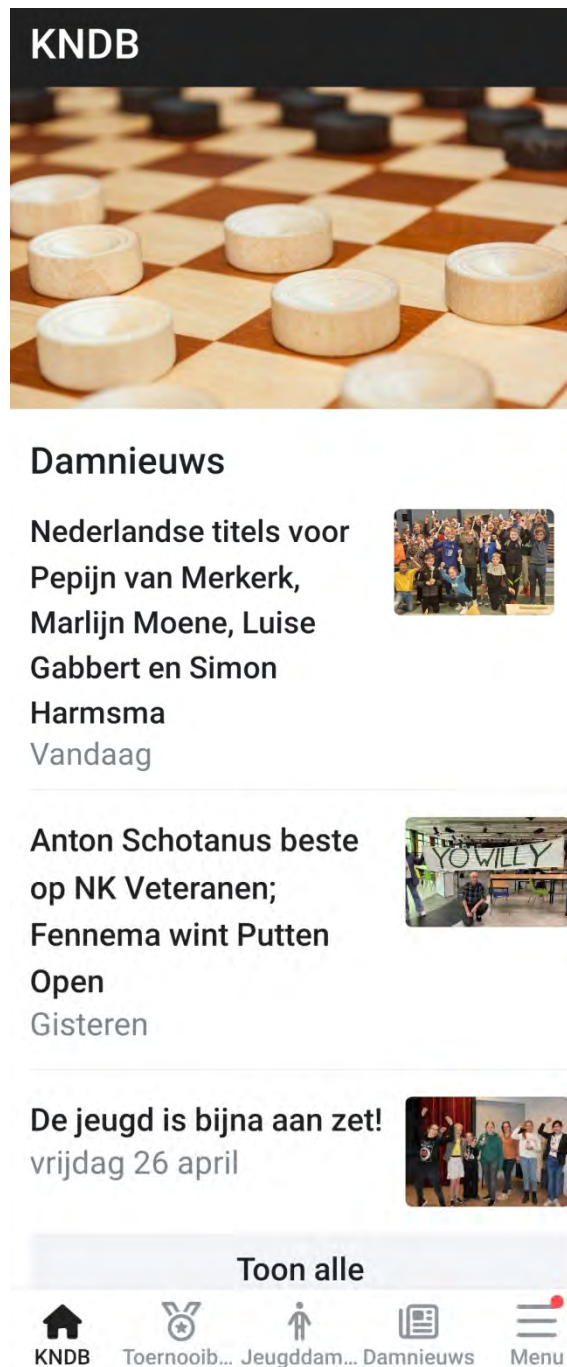 KNDB
Damnieuws
Nederlandse titels voor
Pepijn van Merkerk,
Marlijn Moene, Luise
Gabbert en Simon
Harmsma
Vandaag
Anton Schotanus beste
op NK Veteranen;
Fennema wint Putten
Open
Gisteren
YO WILLY
De jeugd is bijna aan zet!
vrijdag 26 april
Toon alle
KNDB Toernooib... Jeugddam... Damnieuws Menu